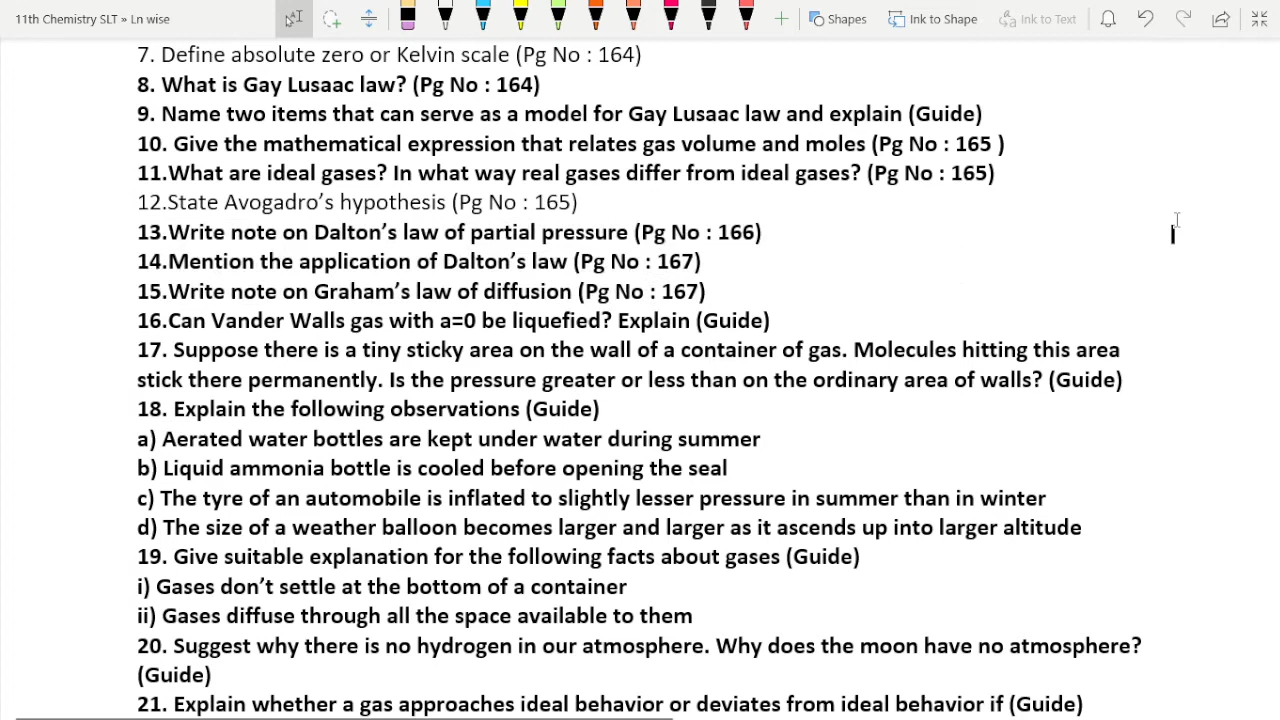 11th Chemistry SLT » Ln wise
Shapes
Ink to Shape
Ink to Text
7. Define absolute zero or Kelvin scale (Pg No : 164)
8. What is Gay Lusaac law? (Pg No : 164)
9. Name two items that can serve as a model for Gay Lusaac law and explain (Guide)
10. Give the mathematical expression that relates gas volume and moles (Pg No : 165 )
11.What are ideal gases? In what way real gases differ from ideal gases? (Pg No : 165)
12.State Avogadro’s hypothesis (Pg No : 165)
13.Write note on Dalton’s law of partial pressure (Pg No : 166)
14.Mention the application of Dalton’s law (Pg No : 167)
15.Write note on Graham’s law of diffusion (Pg No : 167)
16.Can Vander Walls gas with a=0 be liquefied? Explain (Guide)
17. Suppose there is a tiny sticky area on the wall of a container of gas. Molecules hitting this area
stick there permanently. Is the pressure greater or less than on the ordinary area of walls? (Guide)
18. Explain the following observations (Guide)
a) Aerated water bottles are kept under water during summer
b) Liquid ammonia bottle is cooled before opening the seal
c) The tyre of an automobile is inflated to slightly lesser pressure in summer than in winter
d) The size of a weather balloon becomes larger and larger as it ascends up into larger altitude
19. Give suitable explanation for the following facts about gases (Guide)
i) Gases don’t settle at the bottom of a container
ii) Gases diffuse through all the space available to them
20. Suggest why there is no hydrogen in our atmosphere. Why does the moon have no atmosphere?
(Guide)
21. Explain whether a gas approaches ideal behavior or deviates from ideal behavior if (Guide)